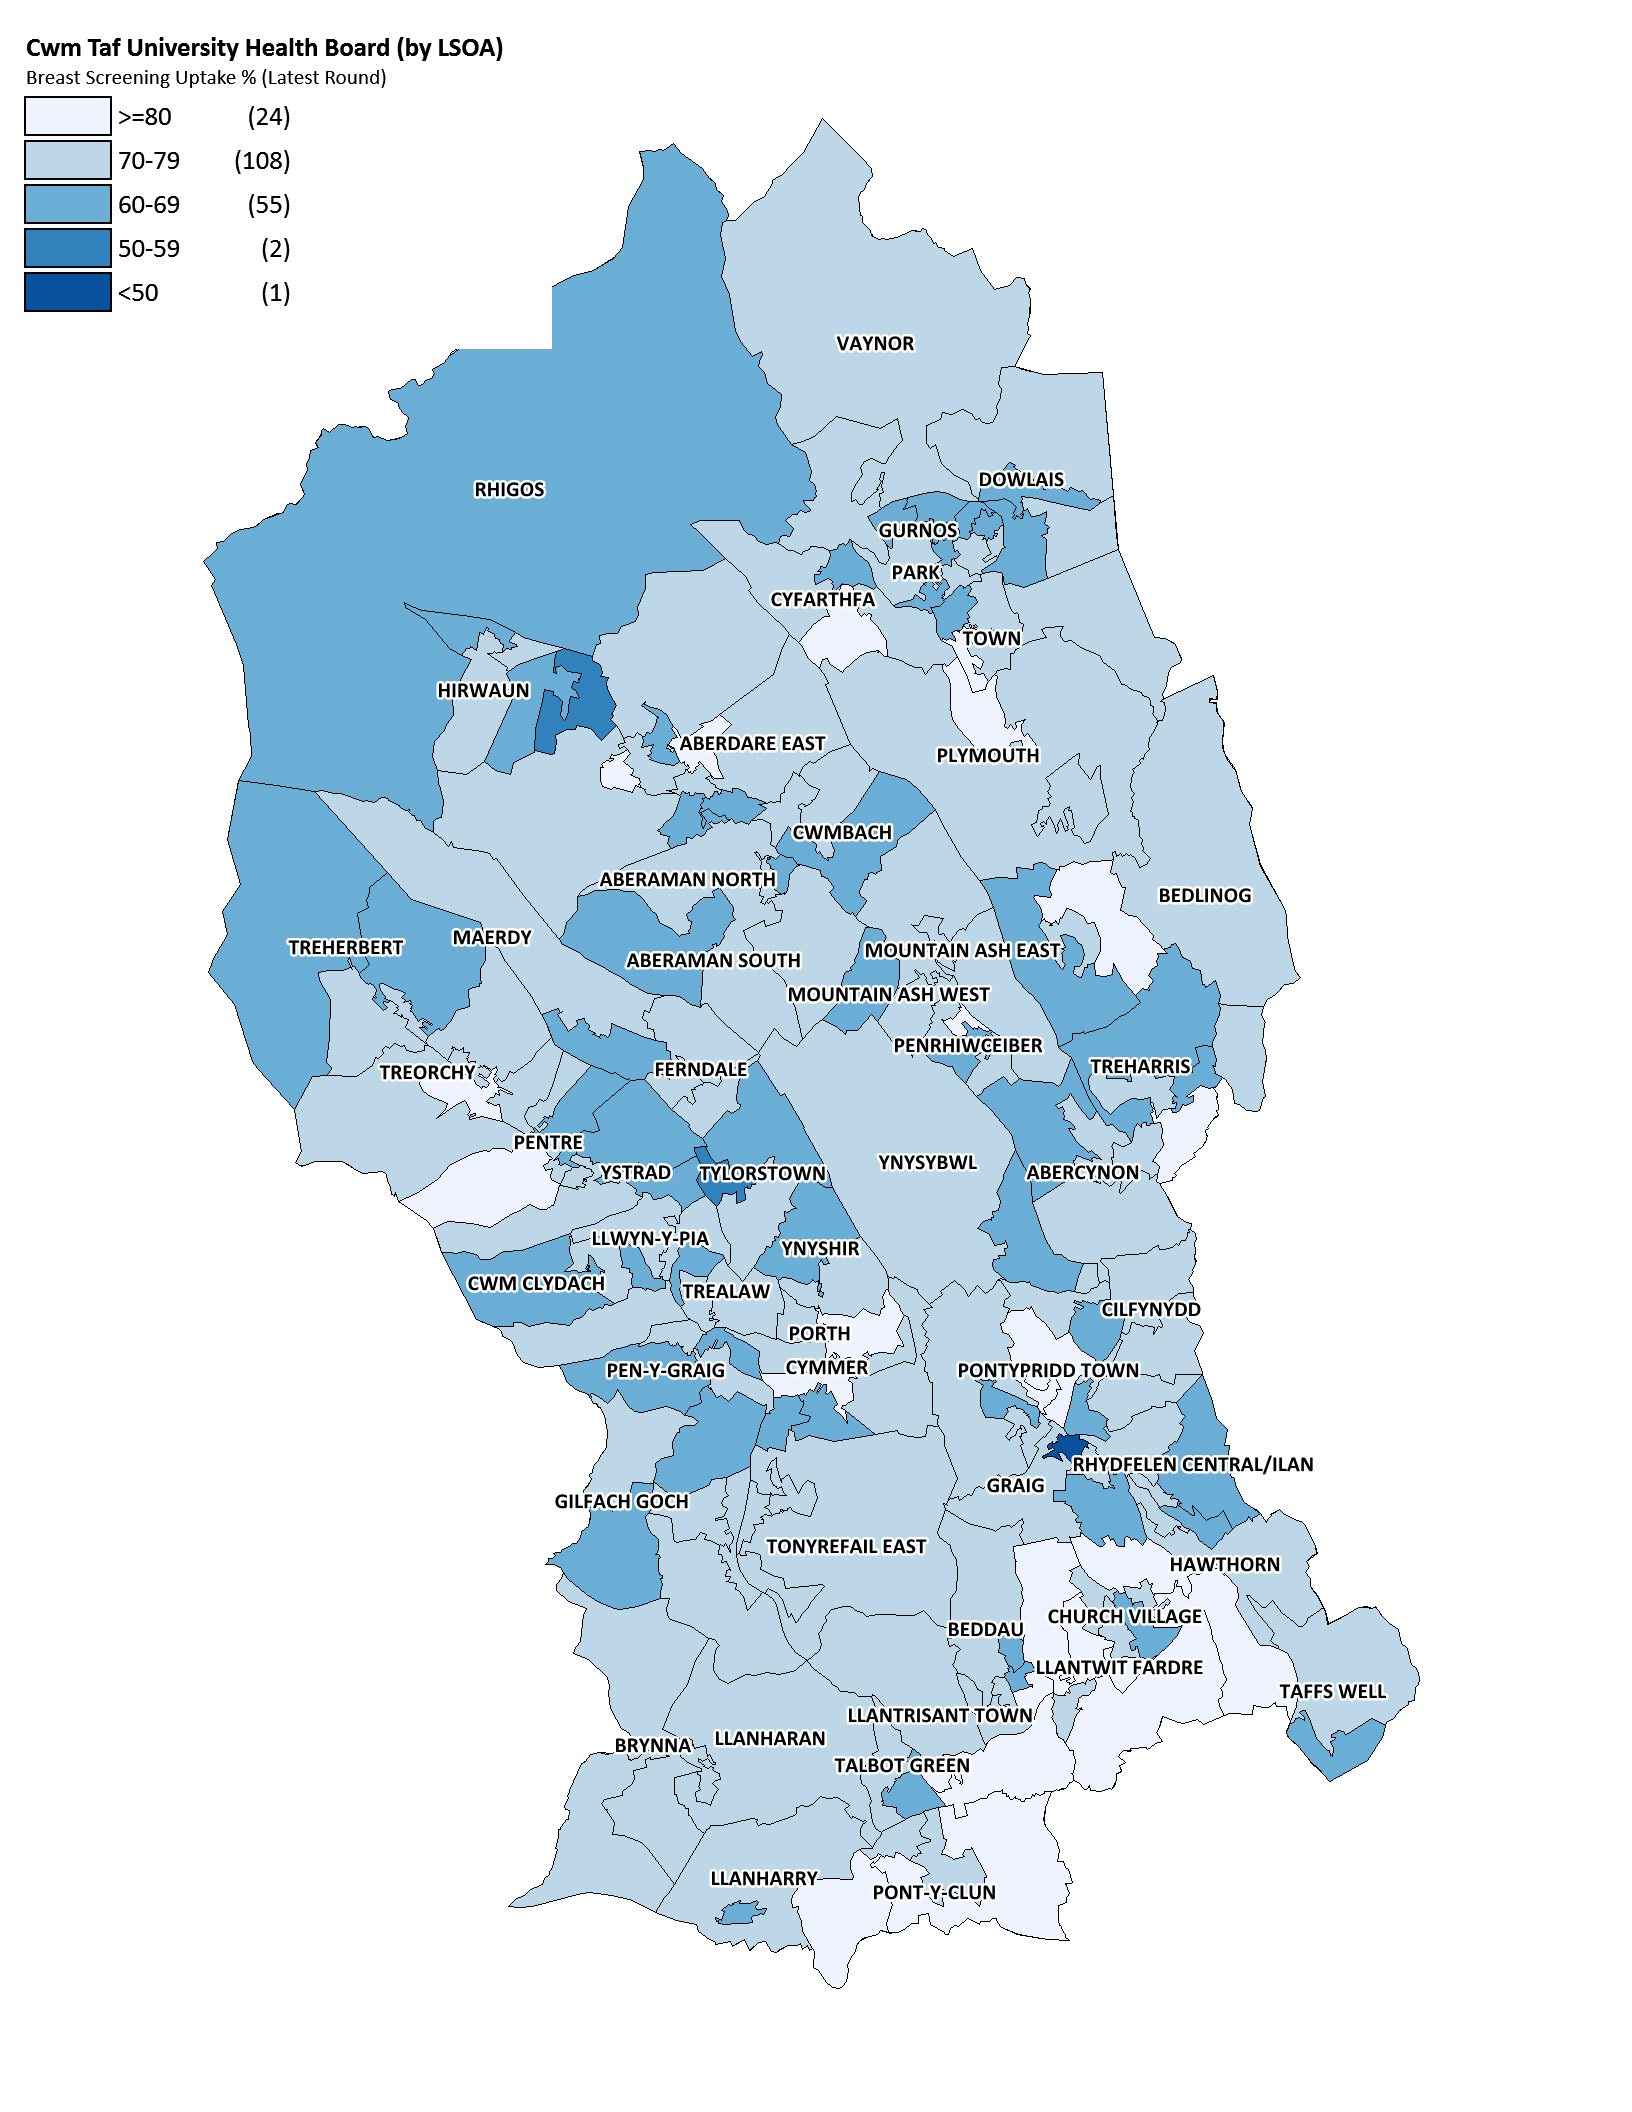 Cwm Taf University Health Board (by LSOA)
Breast Screening Uptake % (Latest Round)
>=80 (24)
70-79 (108)
60-69 (55)
50-59 (2)
<50 (1)
VAYNOR
DOWLAIS
RHIGOS
GURNOS
PARK
CYFARTHFA
TOWN
HIRWAUN
ABERDARE EAST
PLYMOUTH
CWMBACH
ABERAMAN NORTH
BEDLINOG
MAERDY
TREHERBERT
MOUNTAIN ASH EAST
ABERAMAN SOUTH
MOUNTAIN ASH WEST
PENRHIWCEIBER
TREHARRIS
FERNDALE
TREORCHY
PENTRE
YNYSYBWL
YSTRAD
TYLORSTOWN
ABERCYNON
LLWYN-Y-PIA
YNYSHIR
CWM CLYDACH
TREALAW
CILFYNYDD
PORTH
CYMMER
PEN-Y-GRAIG
PONTYPRIDD TOWN
RHYDFELEN CENTRAL/ILAN
GRAIG
GILFACH GOCH
TONYREFAIL EAST
HAWTHORN
CHURCH VILLAGE
BEDDAU
LLANTWIT FARDRE
TAFFS WELL
LLANTRISANT TOWN
LLANHARAN
BRYNNA
TALBOT GREEN
LLANHARRY
PONT-Y-CLUN